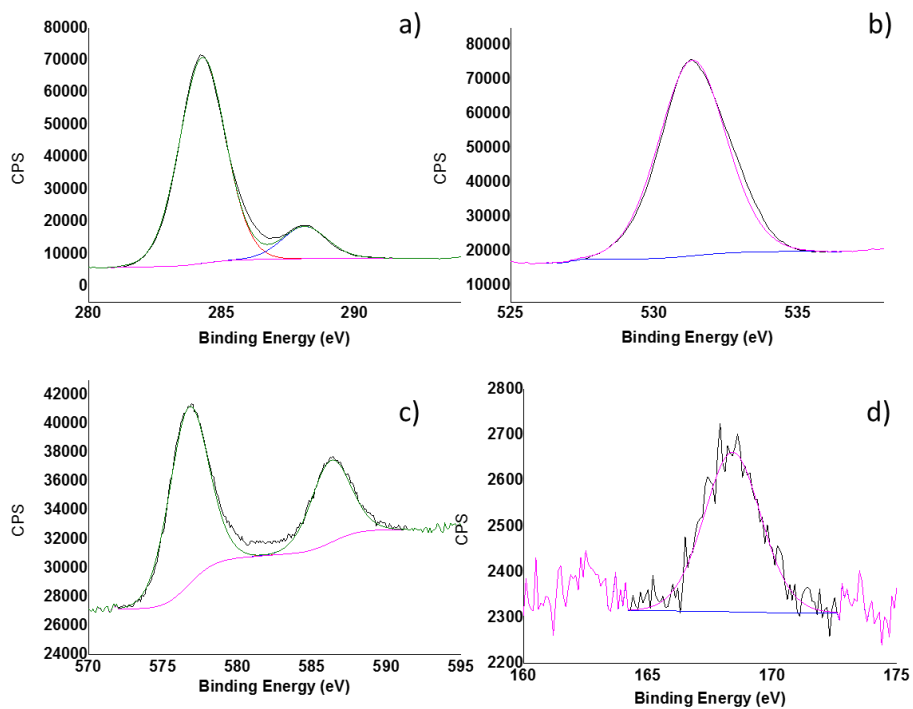 a)
80000
70000
60000
50000
40000
30000
20000
10000
0
CPS
280 285 290
Binding Energy (eV)
b)
80000
70000
60000
50000
40000
30000
20000
10000
CPS
525 530 535
Binding Energy (eV)
c)
42000
40000
38000
36000
34000
32000
30000
28000
26000
24000
CPS
570 575 580 585 590 595
Binding Energy (eV)
d)
2800
2700
2600
2500
2400
2300
2200
CPS
160 165 170 175
Binding Energy (eV)